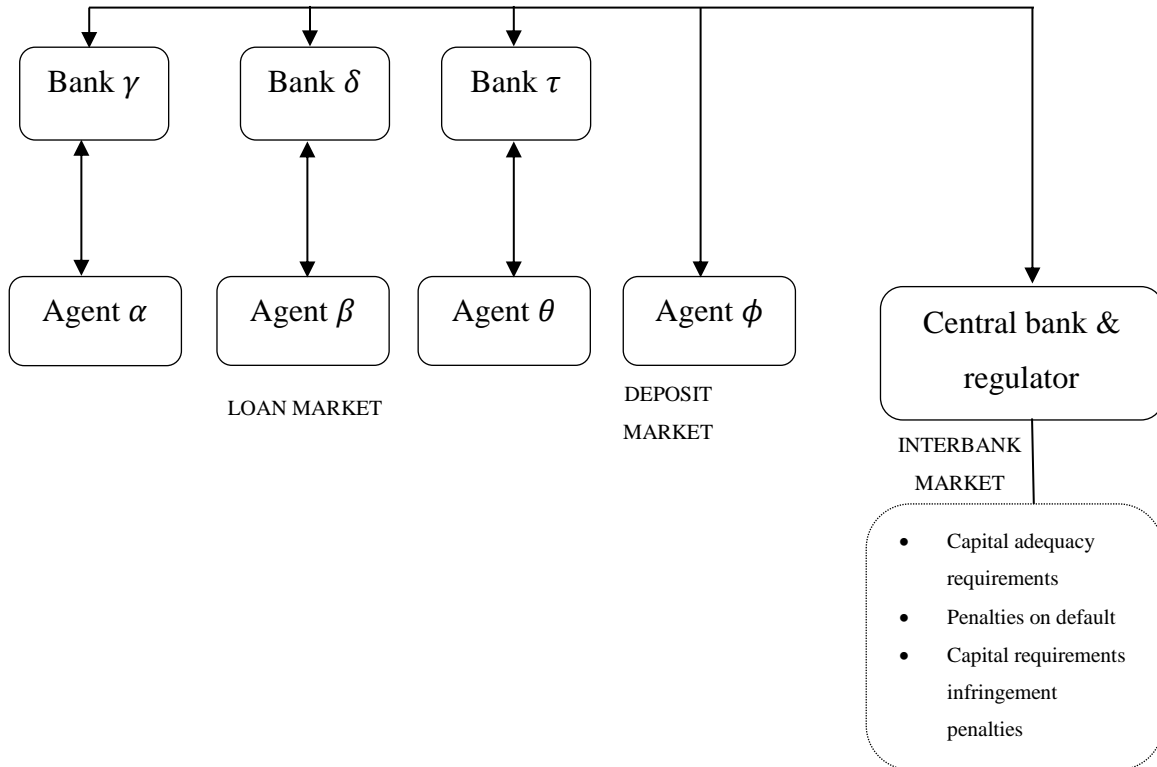 Bank γ
Bank δ
Bank τ
Agent α
Agent β
Agent θ
Agent ϕ
Central bank &
regulator
LOAN MARKET
DEPOSIT
MARKET
INTERBANK
MARKET
• Capital adequacy
requirements
• Penalties on default
• Capital requirements
infringement
penalties